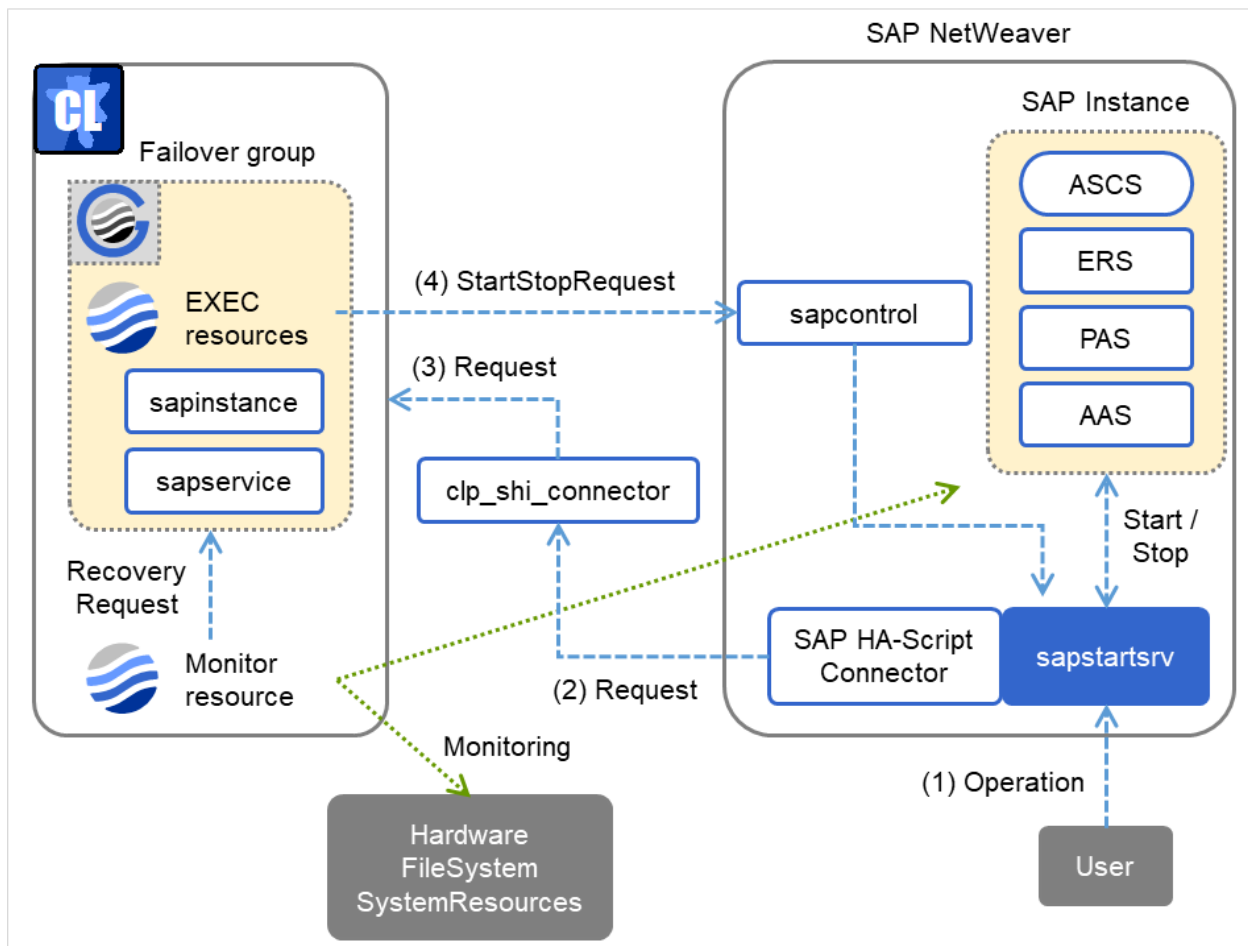 SAP NetWeaver
CL
SAP Instance
Failover group
ASCS
ERS
PAS
AAS
(4) StartStopRequest
EXEC
resources
sapcontrol
(3) Request
sapinstance
sapservice
clp_shi_connector
Start /
Stop
Recovery
Request
Monitor
resource
SAP HA-Script
Connector
sapstartsrv
(2) Request
Monitoring
(1) Operation
Hardware
FileSystem
SystemResources
User